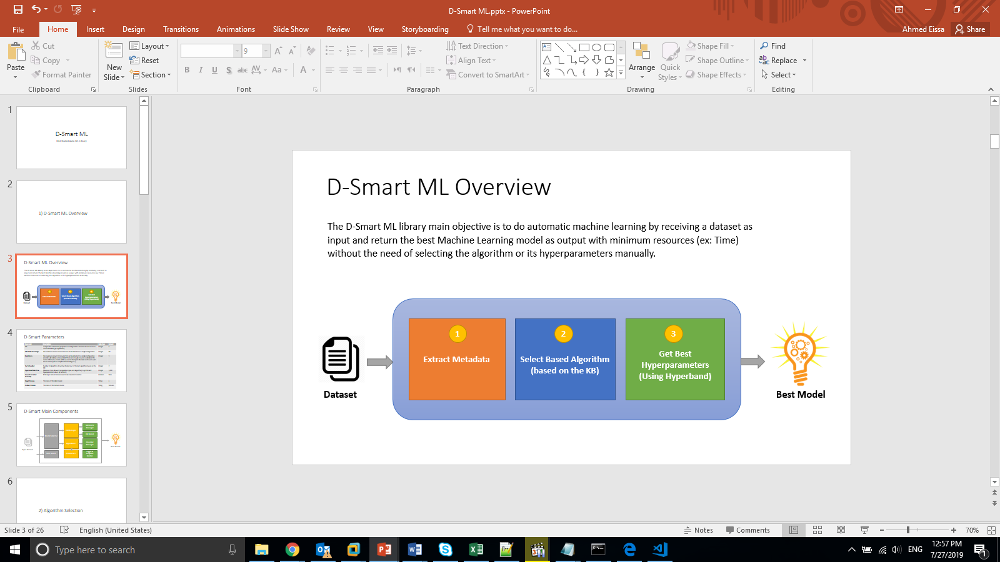 D-Smart ML.pptx - PowerPoint
File
Home
Insert
Design
Transitions
Animations
Slide Show
Review
View
Storyboarding
Tell me what you want to do...
Ahmed Eissa
Share
Paste
Cut
Copy
Format Painter
Clipboard
New
Slide
Layout
Reset
Section
Slides
9
B I U S abc AV Aa A
Font
Text Direction
Align Text
Convert to SmartArt
Paragraph
Arrange
Quick
Styles
Shape Fill
Shape Outline
Shape Effects
Drawing
Find
Replace
Select
Editing
1
D-Smart ML
Distributed Auto ML Library
2
1) D-Smart ML Overview
3
D-Smart ML Overview
4
D-Smart Parameters
5
D-Smart Main Components
6
2) Algorithm Selection
D-Smart ML Overview
The D-Smart ML library main objective is to do automatic machine learning by receiving a dataset as
input and return the best Machine Learning model as output with minimum resources (ex: Time)
without the need of selecting the algorithm or its hyperparameters manually.
Dataset
1
Extract Metadata
2
Select Based Algorithm
(based on the KB)
3
Get Best
Hyperparameters
(Using Hyperband)
Best Model
Slide 3 of 26
English (United States)
Notes
Comments
70%
Type here to search
ENG
12:57 PM
7/27/2019
1